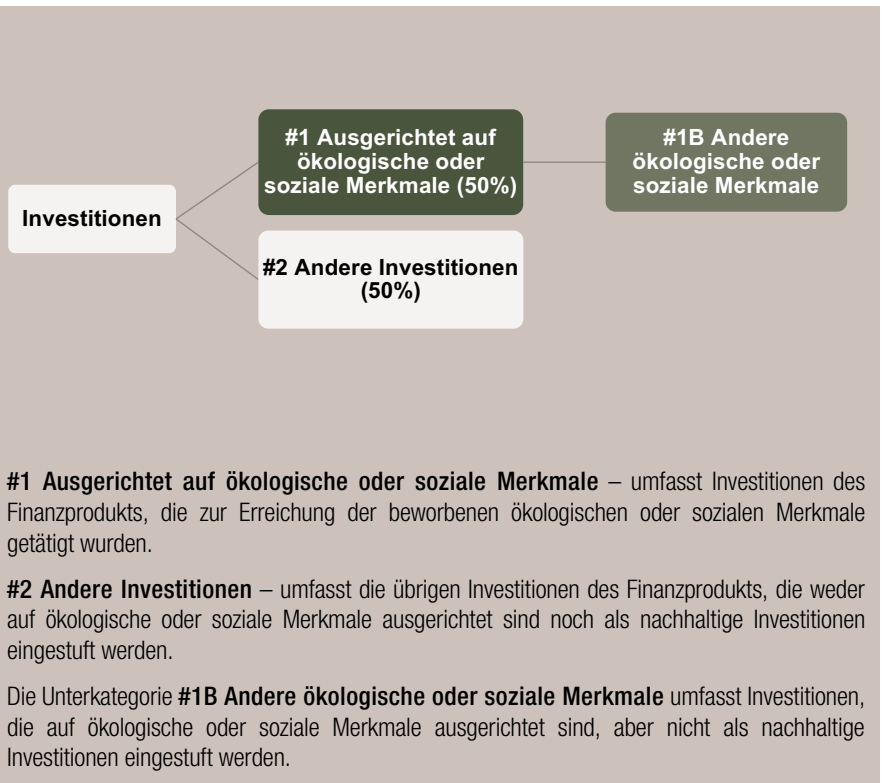 #1 Ausgerichtet auf
ökologische oder
soziale Merkmale (50%)
#1B Andere
ökologische oder
soziale Merkmale
Investitionen
#2 Andere Investitionen
(50%)
#1 Ausgerichtet auf ökologische oder soziale Merkmale – umfasst Investitionen des
Finanzprodukts, die zur Erreichung der beworbenen ökologischen oder sozialen Merkmale
getätigt wurden.
#2 Andere Investitionen – umfasst die übrigen Investitionen des Finanzprodukts, die weder
auf ökologische oder soziale Merkmale ausgerichtet sind noch als nachhaltige Investitionen
eingestuft werden.
Die Unterkategorie #1B Andere ökologische oder soziale Merkmale umfasst Investitionen,
die auf ökologische oder soziale Merkmale ausgerichtet sind, aber nicht als nachhaltige
Investitionen eingestuft werden.